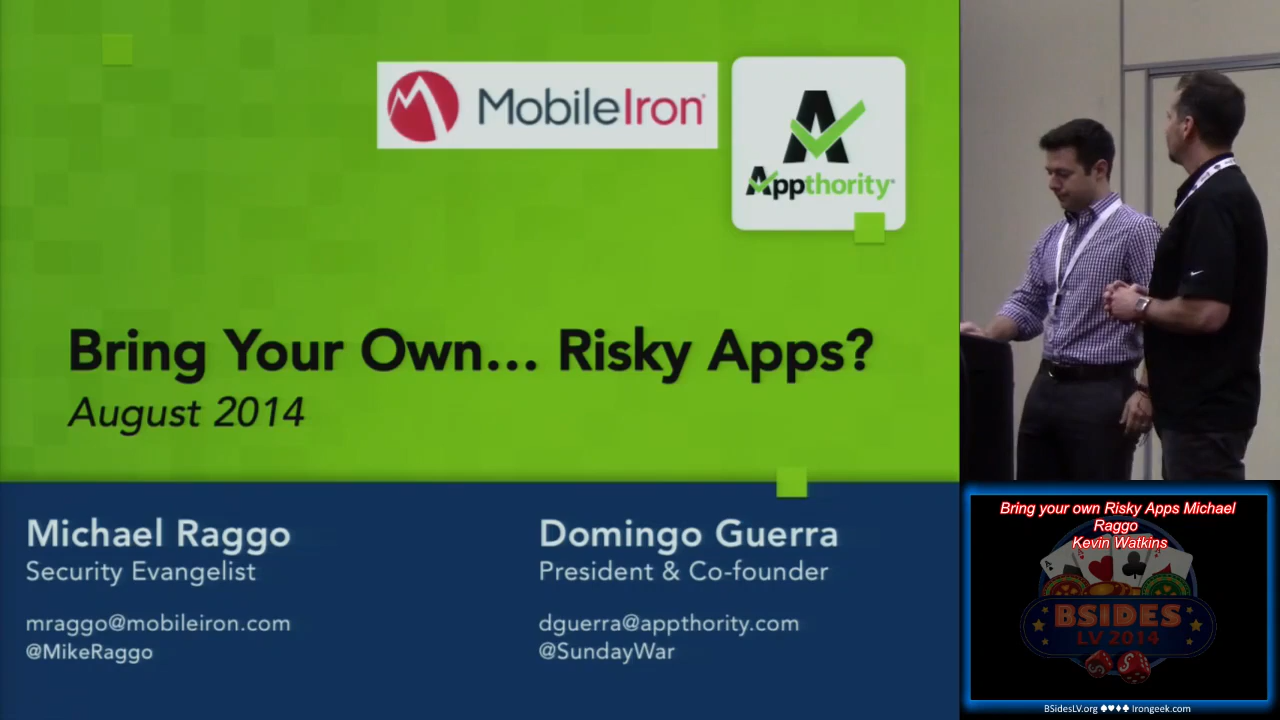 MobileIron
Appthority
Bring Your Own... Risky Apps?
August 2014
Michael Raggo
Security Evangelist
mraggo@mobileiron.com
@MikeRaggo
Domingo Guerra
President & Co-founder
dguerra@appthority.com
@SundayWar
Bring your own Risky Apps Michael
Raggo
Kevin Watkins
BSIDES
LV 2014
BSidesLV.org ♠♥♦♣ Irongeek.com